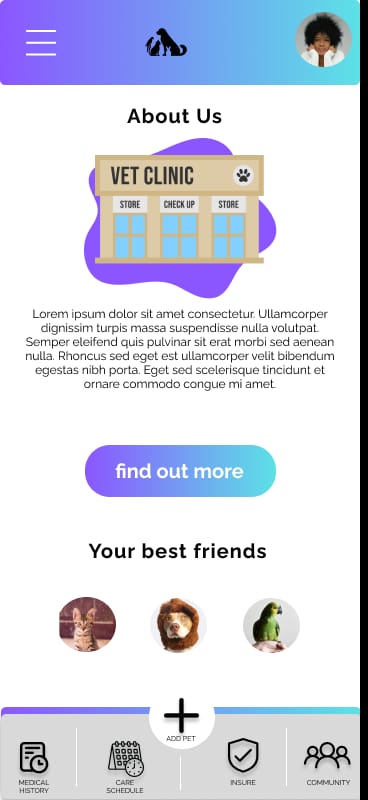 About Us
VET CLINIC
STORE
CHECK UP
STORE
Lorem ipsum dolor sit amet consectetur. Ullamcorper
dignissim turpis massa suspendisse nulla volutpat.
Semper eleifend quis pulvinar sit erat morbi sed aenean
nulla. Rhoncus sed eget est ullamcorper velit bibendum
egestas nibh porta. Eget sed scelerisque tincidunt et
ornare commodo congue mi amet.
find out more
Your best friends
ADD PET
MEDICAL
HISTORY
CARE
SCHEDULE
INSURE
COMMUNITY